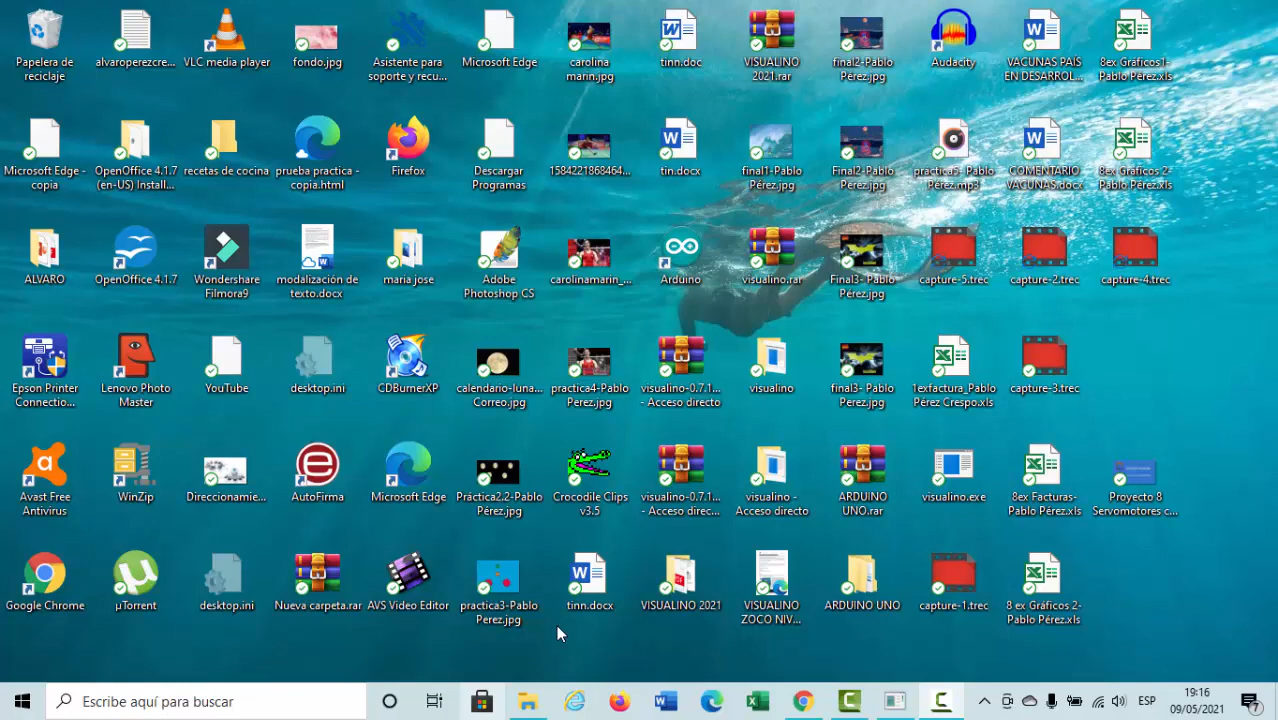 Papelera de
reciclaje
alvaroperezcre...
VLC media player
fondo.jpg
Asistente para
soporte y recu...
Microsoft Edge
carolina
marin.jpg
tinn.doc
VISUALINO
2021.rar
final2-Pablo
Pérez.jpg
Audacity
VACUNAS PAÍS
EN DESARROL...
8ex Gráficos1-
Pablo Pérez.xls
Microsoft Edge -
copia
OpenOffice 4.1.7
(en-US) Install...
recetas de cocina
prueba practica -
copia.html
Firefox
Descargar
Programas
1584221868464...
tin.docx
final1-Pablo
Pérez.jpg
Final2-Pablo
Pérez.jpg
practica5- Pablo
Pérez.mp3
COMENTARIO
VACUNAS.docx
8ex Gráficos 2-
Pablo Pérez.xls
ALVARO
OpenOffice 4.1.7
Wondershare
Filmora9
modalización de
texto.docx
maria jose
Adobe
Photoshop CS
carolinamarin_...
Arduino
visualino.rar
Final3- Pablo
Pérez.jpg
capture-5.trec
capture-2.trec
capture-4.trec
Epson Printer
Connectio...
Lenovo Photo
Master
YouTube
desktop.ini
CDBurnerXP
calendario-luna...
Correo.jpg
practica4-Pablo
Perez.jpg
visualino-0.7.1...
- Acceso directo
visualino
final3- Pablo
Perez.jpg
1exfactura_Pablo
Pérez Crespo.xls
capture-3.trec
Avast Free
Antivirus
WinZip
Direccionamie...
AutoFirma
Microsoft Edge
Práctica2.2-Pablo
Pérez.jpg
Crocodile Clips
v3.5
visualino-0.7.1...
- Acceso direc...
visualino -
Acceso directo
ARDUINO
UNO.rar
visualino.exe
8ex Facturas-
Pablo Pérez.xls
Proyecto 8
Servomotores c...
Google Chrome
µTorrent
desktop.ini
Nueva carpeta.rar
AVS Video Editor
practica3-Pablo
Perez.jpg
tinn.docx
VISUALINO 2021
VISUALINO
ZOCO NIV...
ARDUINO UNO
capture-1.trec
8 ex Gráficos 2-
Pablo Pérez.xls
Escribe aquí para buscar
ESP
19:16
09/05/2021
7